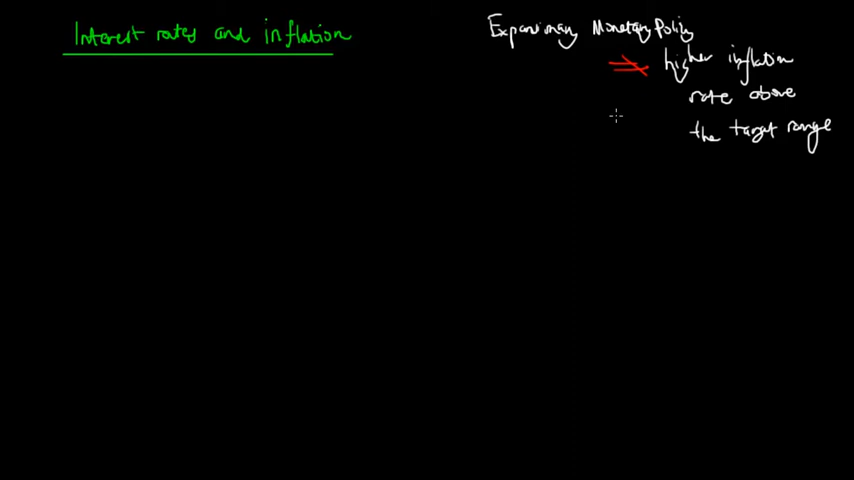 Interest rates and inflation
Expansionary Monetary Policy
higher inflation
rate above
the target range